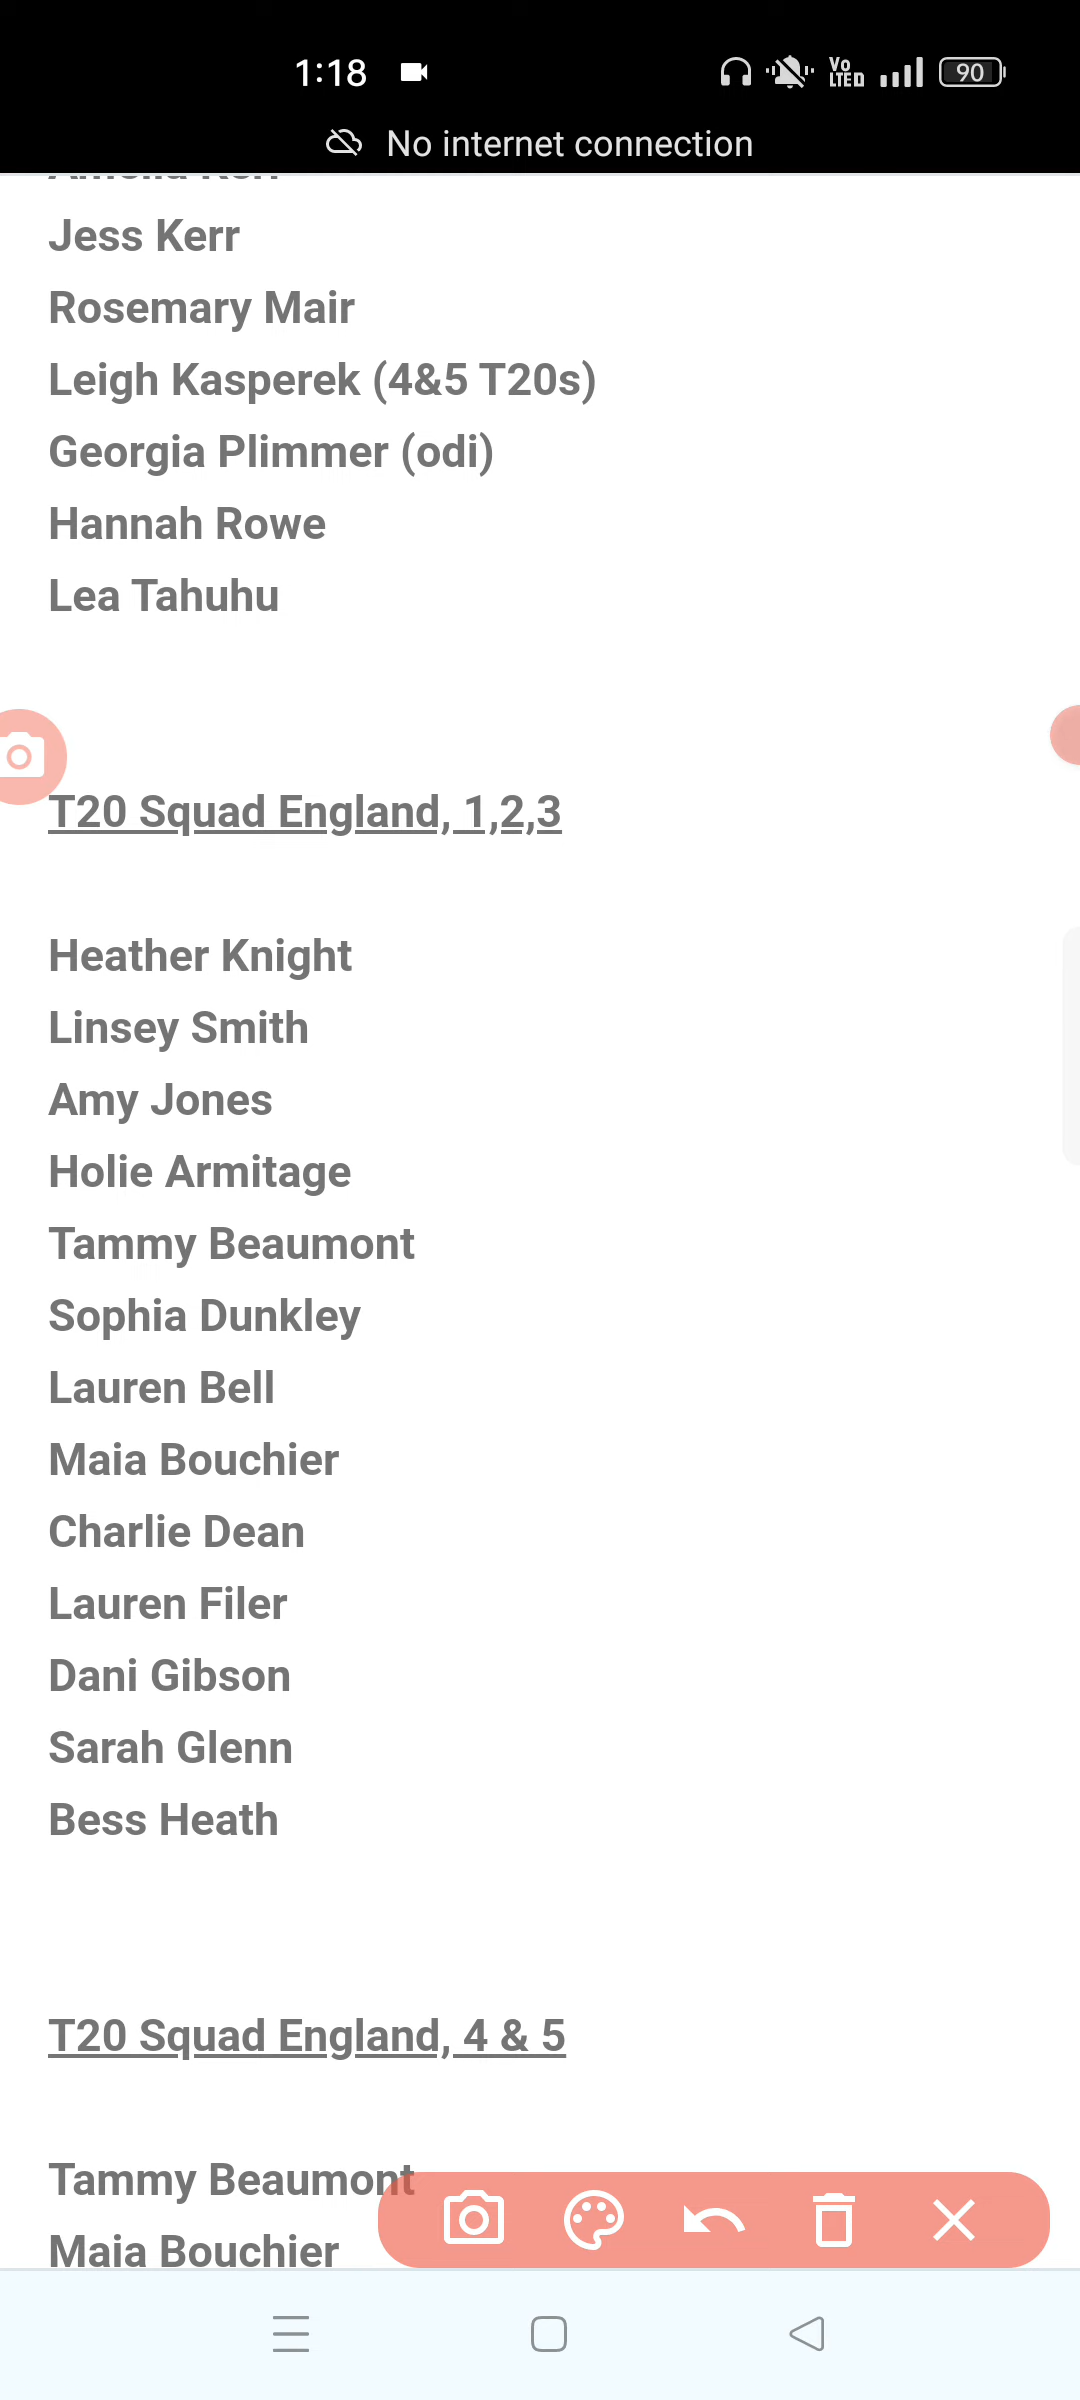 1:18
Vo
LTE
90
No internet connection
Jess Kerr
Rosemary Mair
Leigh Kasperek (4&5 T20s)
Georgia Plimmer (odi)
Hannah Rowe
Lea Tahuhu
T20 Squad England, 1,2,3
Heather Knight
Linsey Smith
Amy Jones
Holie Armitage
Tammy Beaumont
Sophia Dunkley
Lauren Bell
Maia Bouchier
Charlie Dean
Lauren Filer
Dani Gibson
Sarah Glenn
Bess Heath
T20 Squad England, 4 & 5
Tammy Beaumont
Maia Bouchier